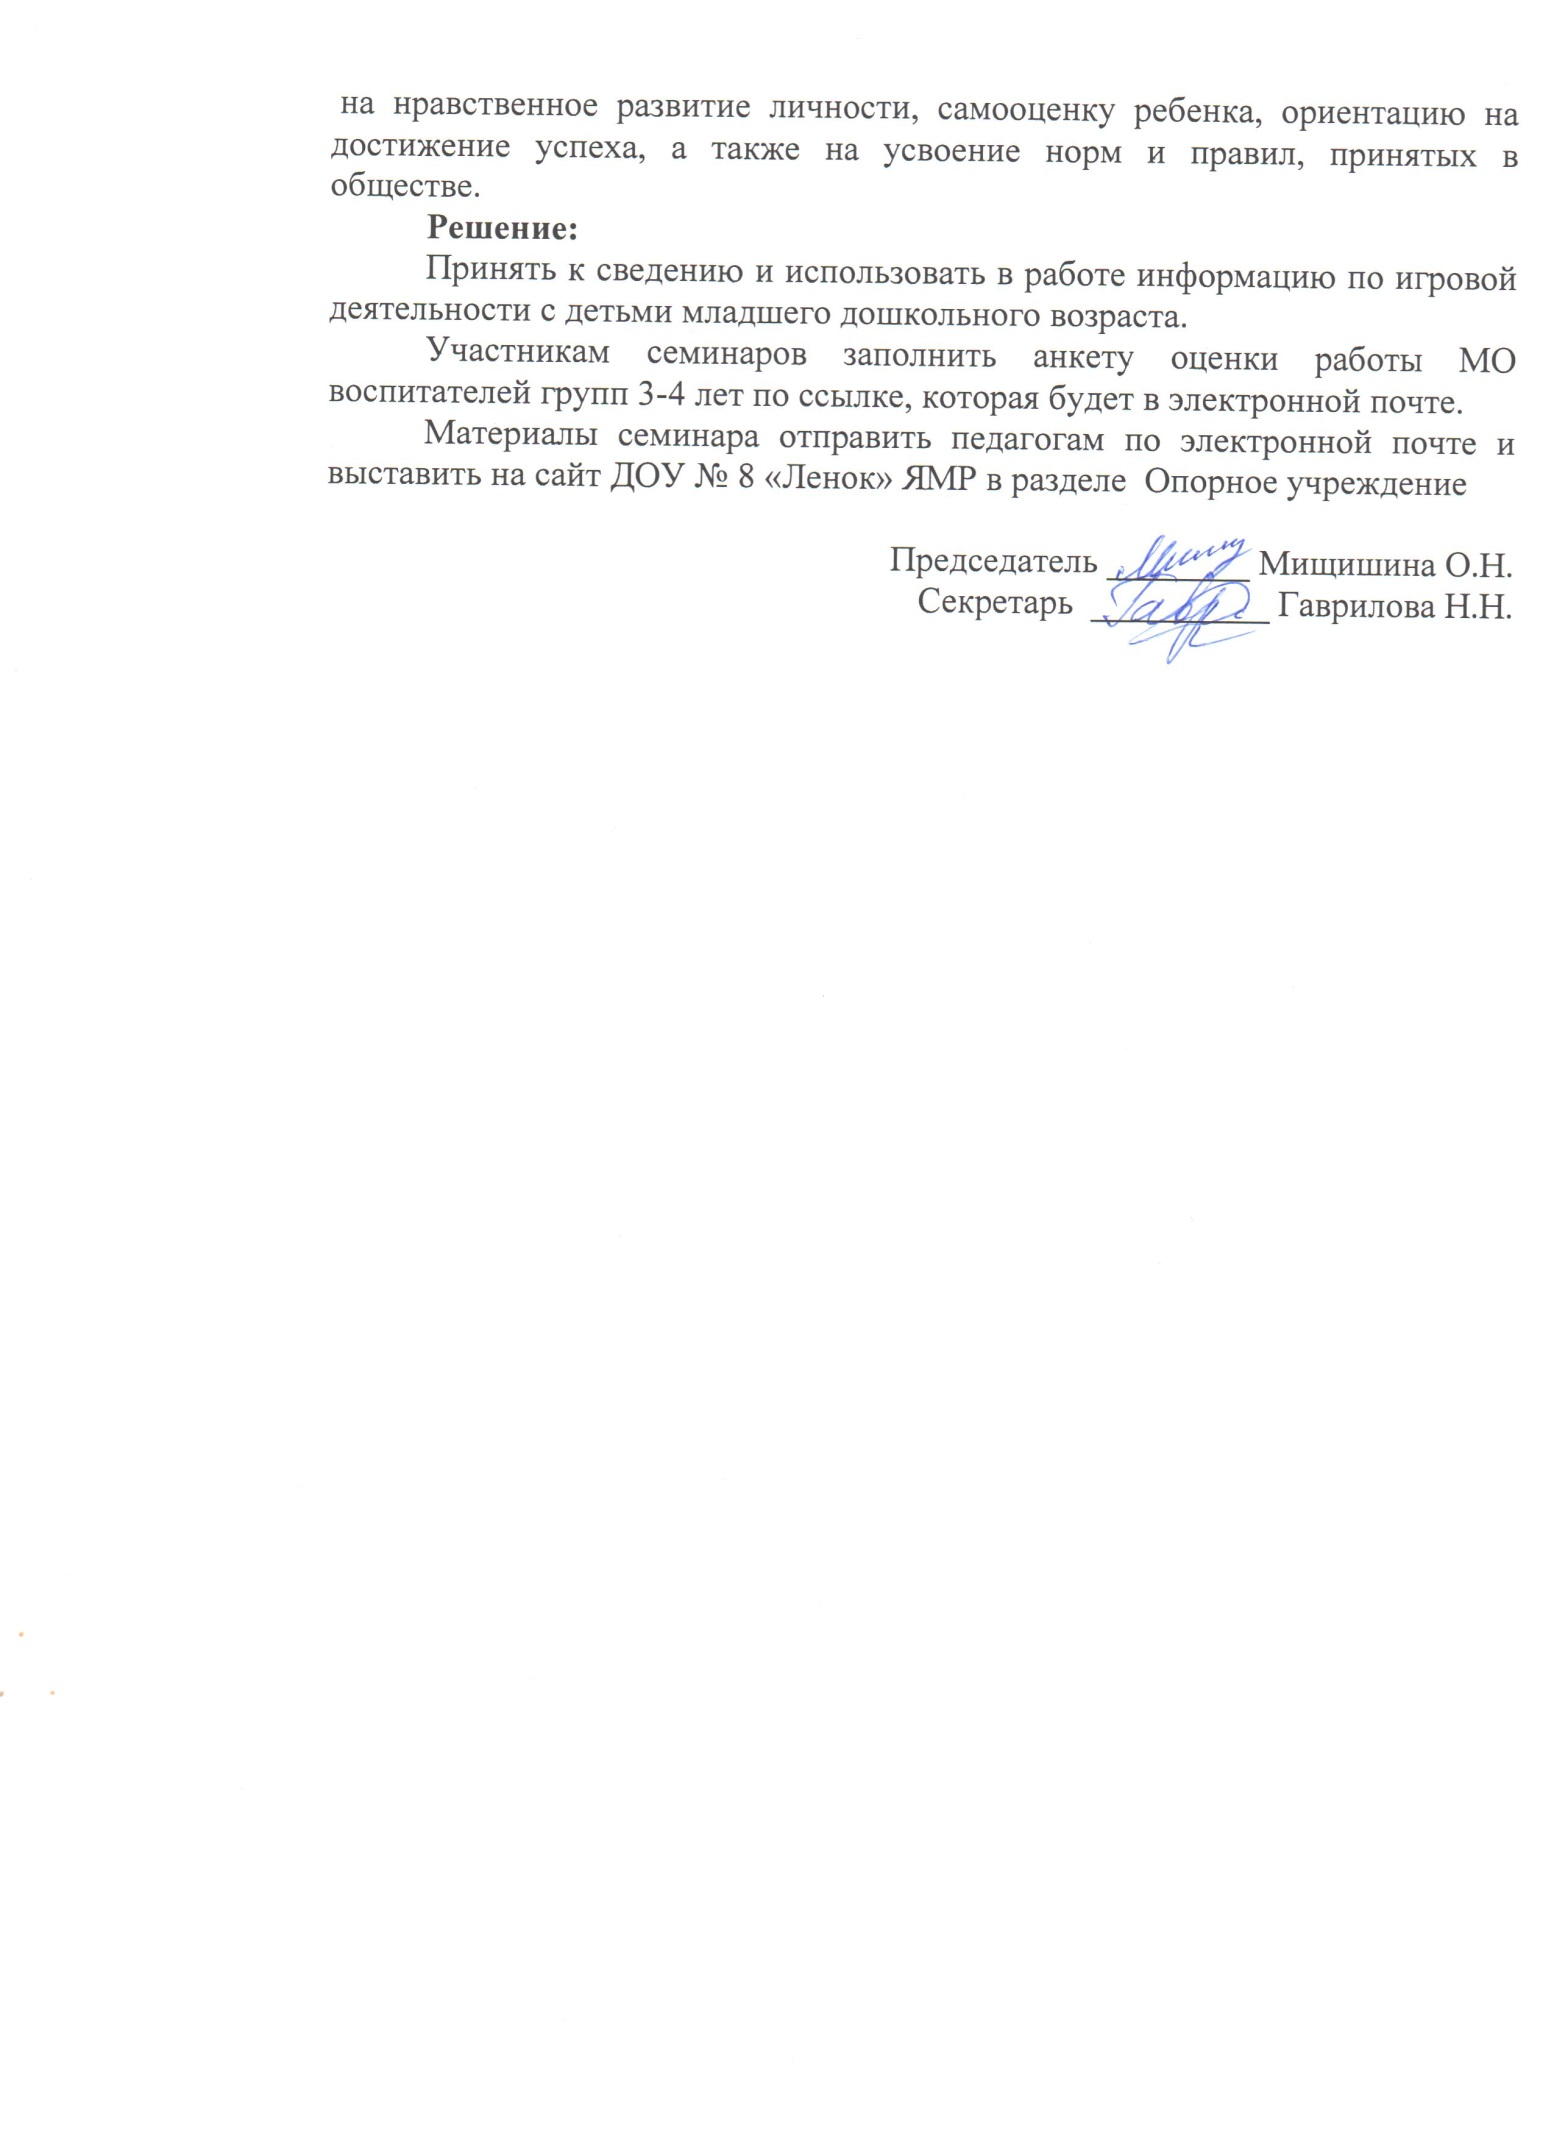 на нравственное развитие личности, самооценку ребенка, ориентацию на
достижение успеха, а также на усвоение норм и правил, принятых в
обществе.
Решение:
Принять к сведению и использовать в работе информацию по игровой
деятельности с детьми младшего дошкольного возраста.
Участникам семинаров заполнить анкету оценки работы МО
воспитателей групп 3-4 лет по ссылке, которая будет в электронной почте.
Материалы семинара отправить педагогам по электронной почте и
выставить на сайт ДОУ № 8 «Ленок» ЯМР в разделе Опорное учреждение
Председатель Мищишина О.Н.
Секретарь Гаврилова Н.Н.